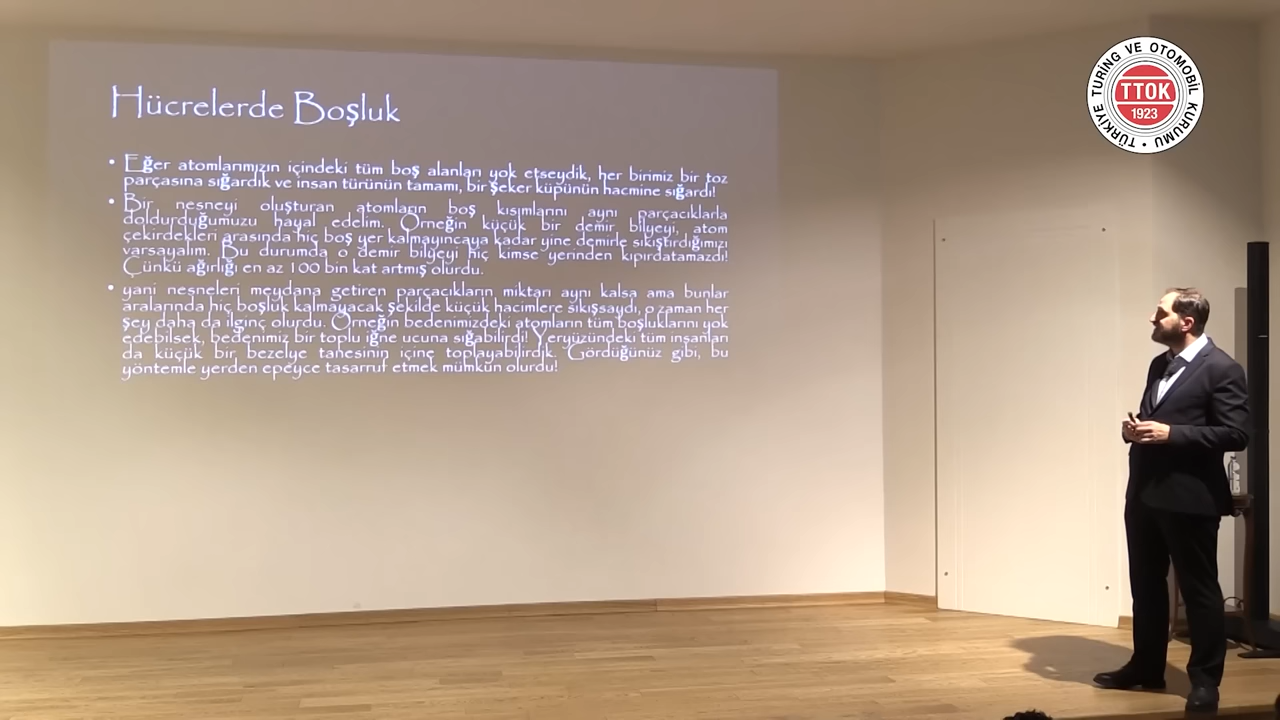 Hücrelerde Boşluk
• Eğer atomlarımızın içindeki tüm boş alanları yok etseydik, her birimiz bir toz
parçasına sığardık ve insan türünün tamamı, bir şeker küpünün hacmine sığardı!
• Bir nesneyi oluşturan atomların boş kısımlarını aynı parçacıklarla
doldurduğumuzu hayal edelim. Örneğin küçük bir demir bilyeyi, atom
çekirdekleri arasında hiç boş yer kalmayıncaya kadar yine demirle sıkıştırdığımızı
varsayalım. Bu durumda o demir bilyeyi hiç kimse yerinden kıpırdatamazdı!
Çünkü ağırlığı en az 100 bin kat artmış olurdu.
• yani nesneleri meydana getiren parçacıkların miktarı aynı kalsa ama bunlar
aralarında hiç boşluk kalmayacak şekilde küçük hacimlere sıkışsaydı, o zaman her
şey daha da ilginç olurdu. Örneğin bedenimizdeki atomların tüm boşluklarını yok
edebilsek, bedenimiz bir toplu iğne ucuna sığabilirdi! Yeryüzündeki tüm insanları
da küçük bir bezelye tanesinin içine toplayabilirdik. Gördüğünüz gibi, bu
yöntemle yerden epeyce tasarruf etmek mümkün olurdu!
TÜRKİYE TURİNG VE OTOMOBİL KURUMU •
TTOK
1923